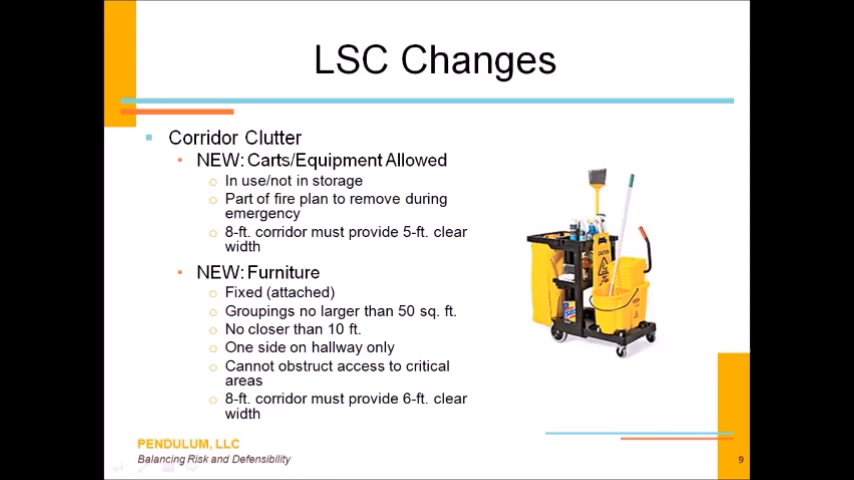 LSC Changes
Corridor Clutter
NEW: Carts/Equipment Allowed
In use/not in storage
Part of fire plan to remove during
emergency
8-ft. corridor must provide 5-ft. clear
width
NEW: Furniture
Fixed (attached)
Groupings no larger than 50 sq. ft.
No closer than 10 ft.
One side on hallway only
Cannot obstruct access to critical
areas
8-ft. corridor must provide 6-ft. clear
width
CAUTION
PENDULUM, LLC
Balancing Risk and Defensibility
9